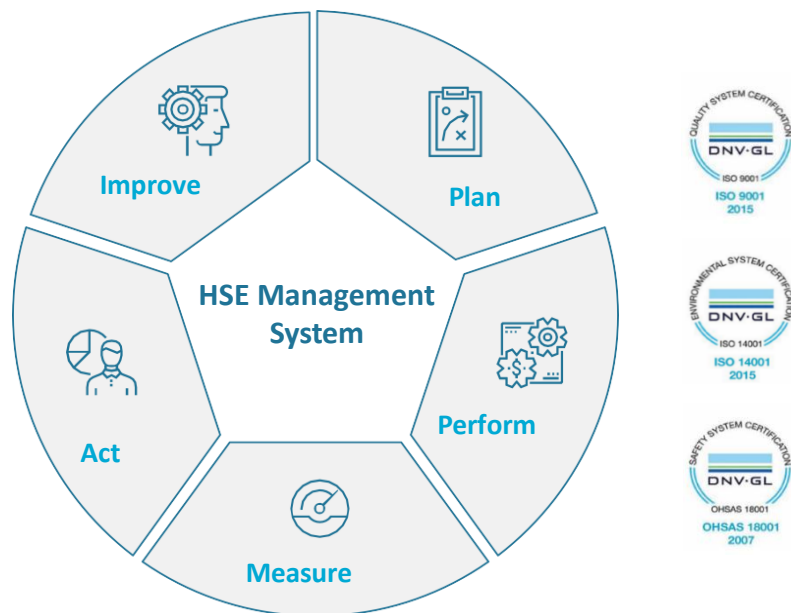 Improve
Plan
HSE Management
System
Act
Perform
Measure
$
QUALITY SYSTEM CERTIFICATION
DNV·GL
ISO 9001
ISO 9001
2015
ENVIRONMENTAL SYSTEM CERTIFICATION
DNV·GL
ISO 14001
ISO 14001
2015
SAFETY SYSTEM CERTIFICATION
DNV·GL
OHSAS 18001
OHSAS 18001
2007